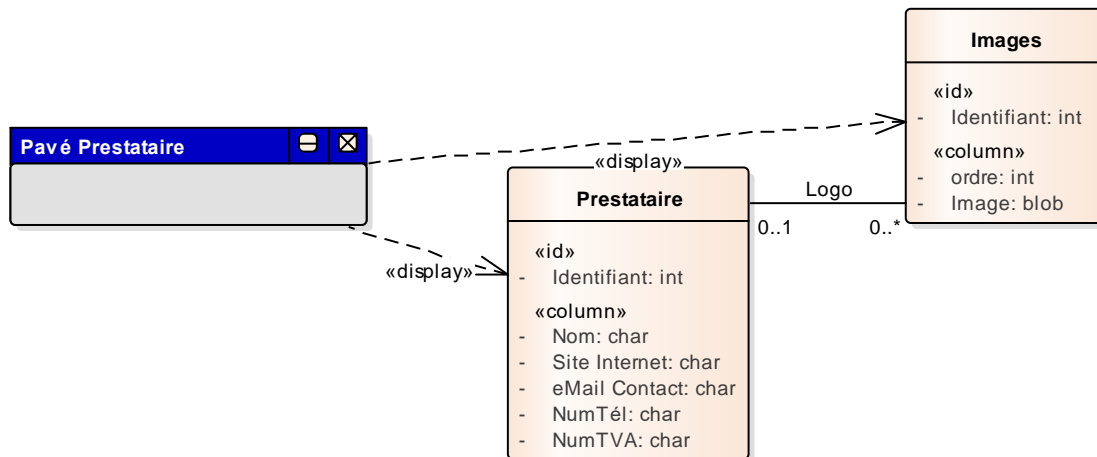 Pavé Prestataire
«display»
«display»
Images
«id»
- Identifiant: int
«column»
- ordre: int
- Image: blob
Logo
0..1
0..*
Prestataire
«id»
- Identifiant: int
«column»
- Nom: char
- Site Internet: char
- eMail Contact: char
- NumTél: char
- NumTVA: char